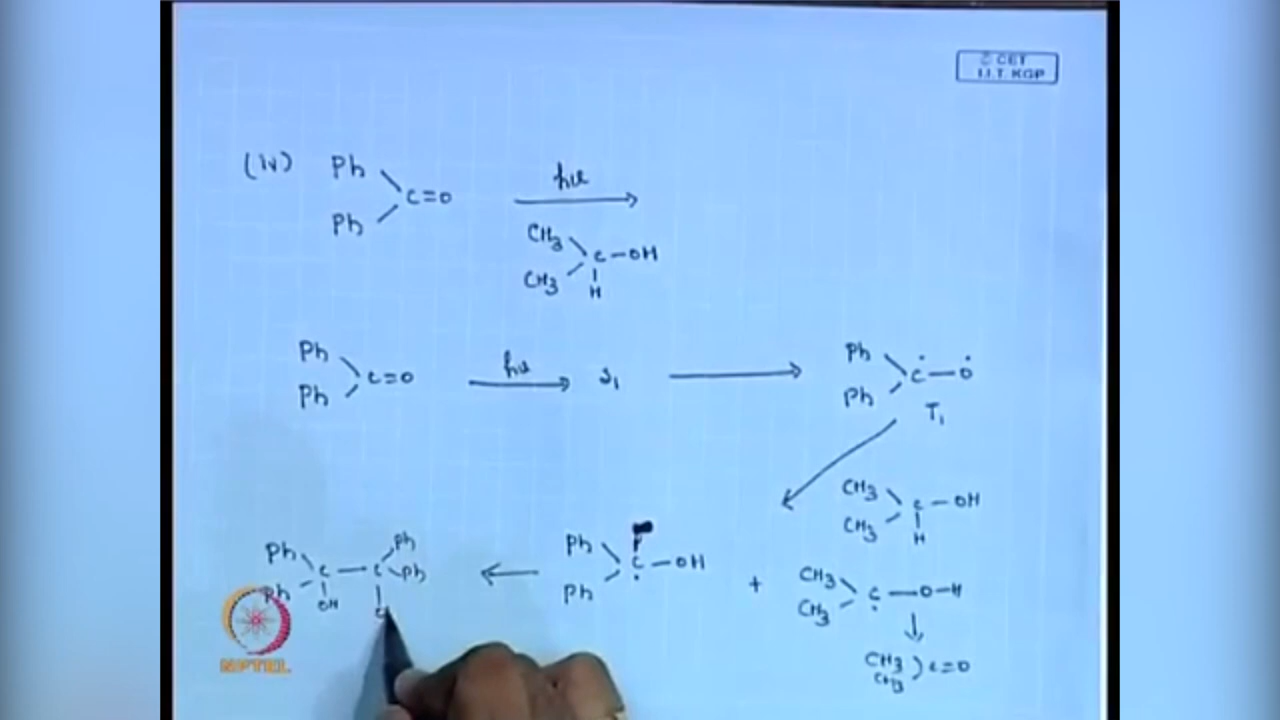 © CET
I.I.T. KGP
(iv) Ph
Ph
C=O
hν
CH3
CH3
C-OH
H
Ph
Ph
C=O
hν
S1
Ph
Ph
C-O
T1
CH3
CH3
C-OH
H
Ph
Ph
C-C
Ph
Ph
OH
Ph
Ph
C-OH
+
CH3
CH3
C-O-H
CH3
CH3
C=O
NPTEL